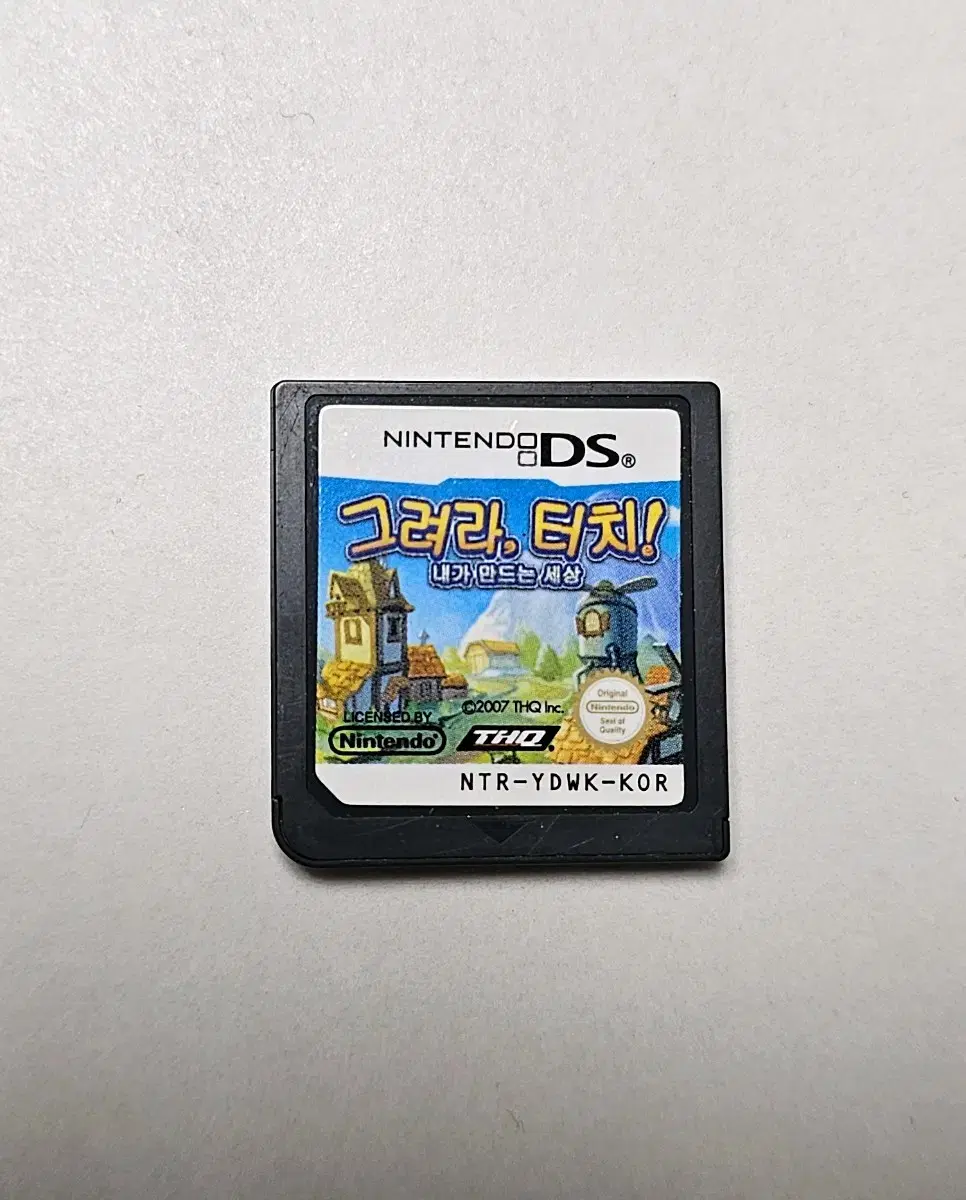 NINTENDO DS®
그려라, 터치!
내가 만드는 세상
LICENSED BY
Nintendo®
©2007 THQ Inc.
THQ®
Original
Nintendo
Seal of
Quality
NTR-YDWK-KOR